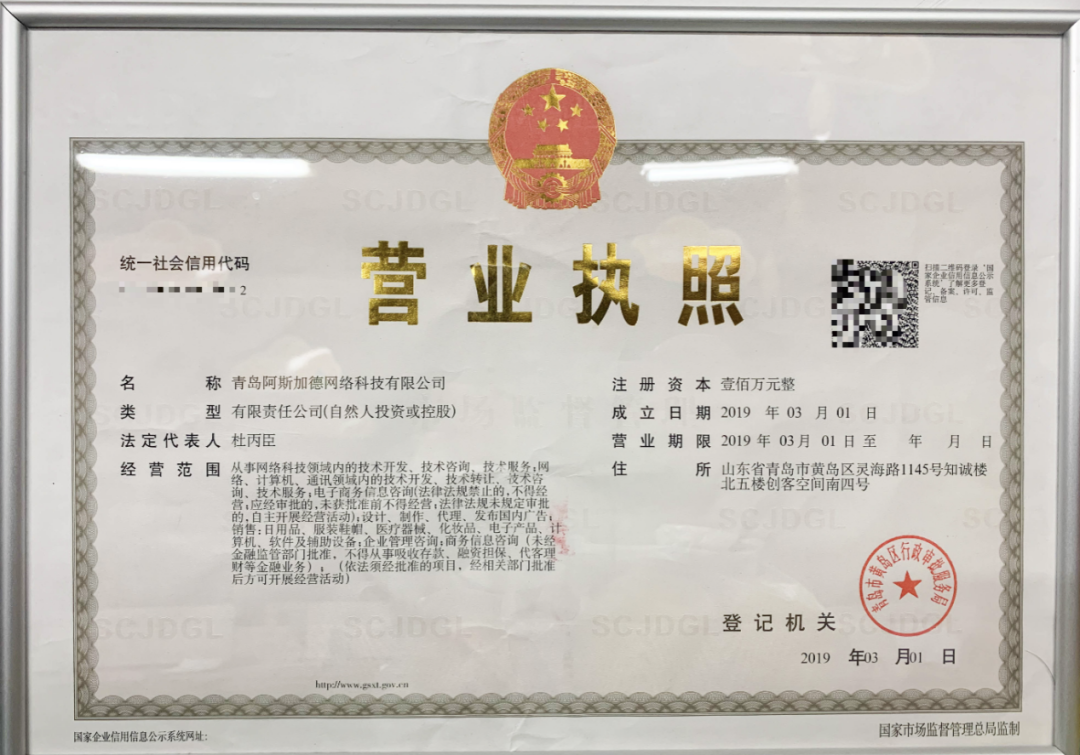 营业执照
统一社会信用代码
2
扫描二维码登录‘国
家企业信用信息公示
系统’了解更多登
记、备案、许可、监
管信息
名称 青岛阿斯加德网络科技有限公司
类型 有限责任公司(自然人投资或控股)
法定代表人 杜丙臣
经营范围 从事网络科技领域内的技术开发、技术咨询、技术服务;网
络、计算机、通讯领域内的技术开发、技术转让、技术咨
询、技术服务;电子商务信息咨询(法律法规禁止的,不得经
营;应经审批的,未获批准前不得经营;法律法规未规定审批
的,自主开展经营活动);设计、制作、代理、发布国内广告;
销售:日用品、服装鞋帽、医疗器械、化妆品、电子产品、计
算机、软件及辅助设备;企业管理咨询;商务信息咨询（未经
金融监管部门批准，不得从事吸收存款、融资担保、代客理
财等金融业务）；（依法须经批准的项目，经相关部门批准
后方可开展经营活动)
注册资本 壹佰万元整
成立日期 2019 年 03 月 01 日
营业期限 2019 年 03 月 01 日至 年 月 日
住所 山东省青岛市黄岛区灵海路1145号知诚楼
北五楼创客空间南四号
青岛市黄岛区行政审批服务局
登记机关
2019 年03 月01 日
http://www.gsxt.gov.cn
国家企业信用信息公示系统网址:
国家市场监督管理总局监制
SCJDGL